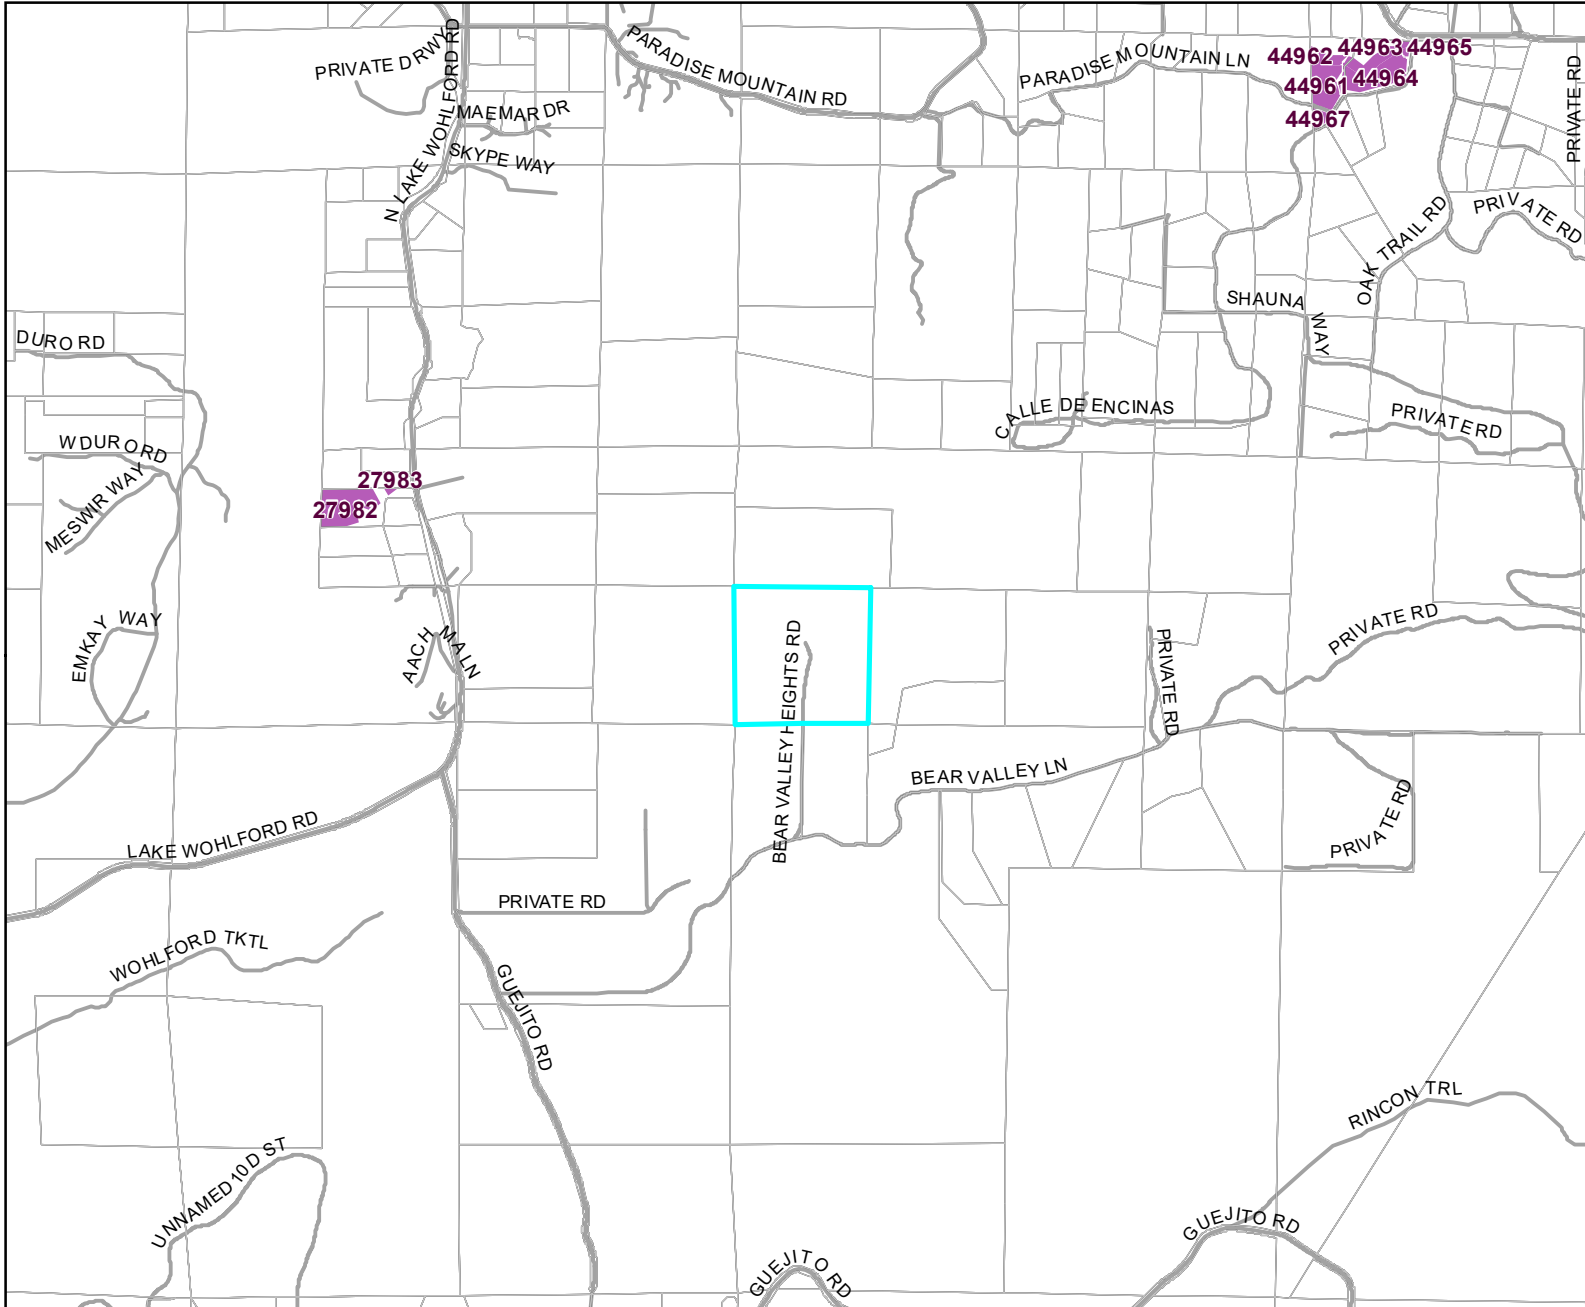 PRIVATE DRWY
N LAKE WOHLFORD RD
MAEMAR DR
SKYPE WAY
PARADISE MOUNTAIN RD
PARADISE MOUNTAIN LN
44962
44963
44965
44961
44964
44967
PRIVATE RD
OAK TRAIL RD
PRIVATE RD
SHAUNA WAY
DURO RD
CALLE DE ENCINAS
PRIVATE RD
W DURO RD
MESWIR WAY
27983
27982
EMKAY WAY
AACH
MA LN
BEAR VALLEY HEIGHTS RD
PRIVATE RD
PRIVATE RD
BEAR VALLEY LN
LAKE WOHLFORD RD
PRIVATE RD
PRIVATE RD
WOHLFORD TKTL
GUEJITO RD
RINCON TRL
UNNAMED 10D ST
GUEJITO RD
GUEJITO RD